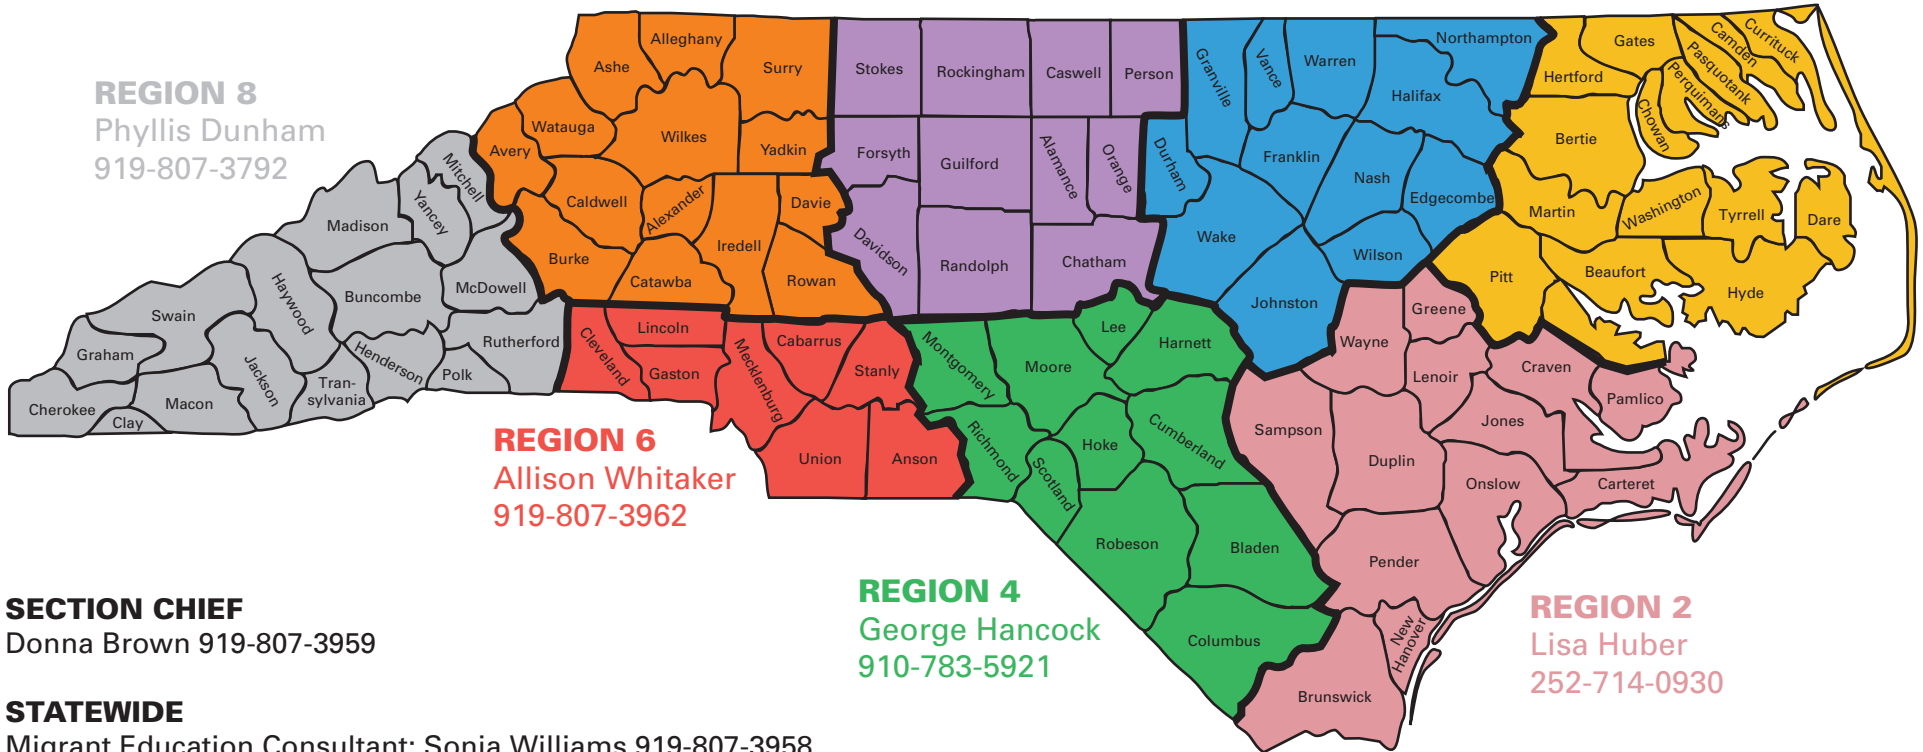 REGION 8
Phyllis Dunham
919-807-3792
Ashe
Alleghany
Surry
Watauga
Wilkes
Yadkin
Avery
Caldwell
Alexander
Iredell
Davie
Burke
Catawba
Rowan
Stokes
Rockingham
Caswell
Person
Forsyth
Guilford
Alamance
Orange
Davidson
Randolph
Chatham
Granville
Vance
Warren
Northampton
Halifax
Durham
Franklin
Nash
Edgecombe
Wake
Wilson
Johnston
Hertford
Gates
Camden
Currituck
Pasquotank
Perquimans
Chowan
Bertie
Martin
Washington
Tyrrell
Dare
Pitt
Beaufort
Hyde
Mitchell
Yancey
Madison
Haywood
Buncombe
McDowell
Swain
Graham
Jackson
Henderson
Polk
Rutherford
Tran-
sylvania
Cherokee
Clay
Macon
Cleveland
Lincoln
Gaston
Mecklenburg
Cabarrus
Stanly
Union
Anson
Montgomery
Moore
Lee
Harnett
Richmond
Scotland
Hoke
Cumberland
Robeson
Bladen
Columbus
Wayne
Greene
Lenoir
Craven
Pamlico
Jones
Sampson
Duplin
Onslow
Carteret
Pender
New
Hanover
Brunswick
REGION 6
Allison Whitaker
919-807-3962
REGION 4
George Hancock
910-783-5921
REGION 2
Lisa Huber
252-714-0930
SECTION CHIEF
Donna Brown 919-807-3959
STATEWIDE
Migrant Education Consultant: Sonja Williams 919-807-3958